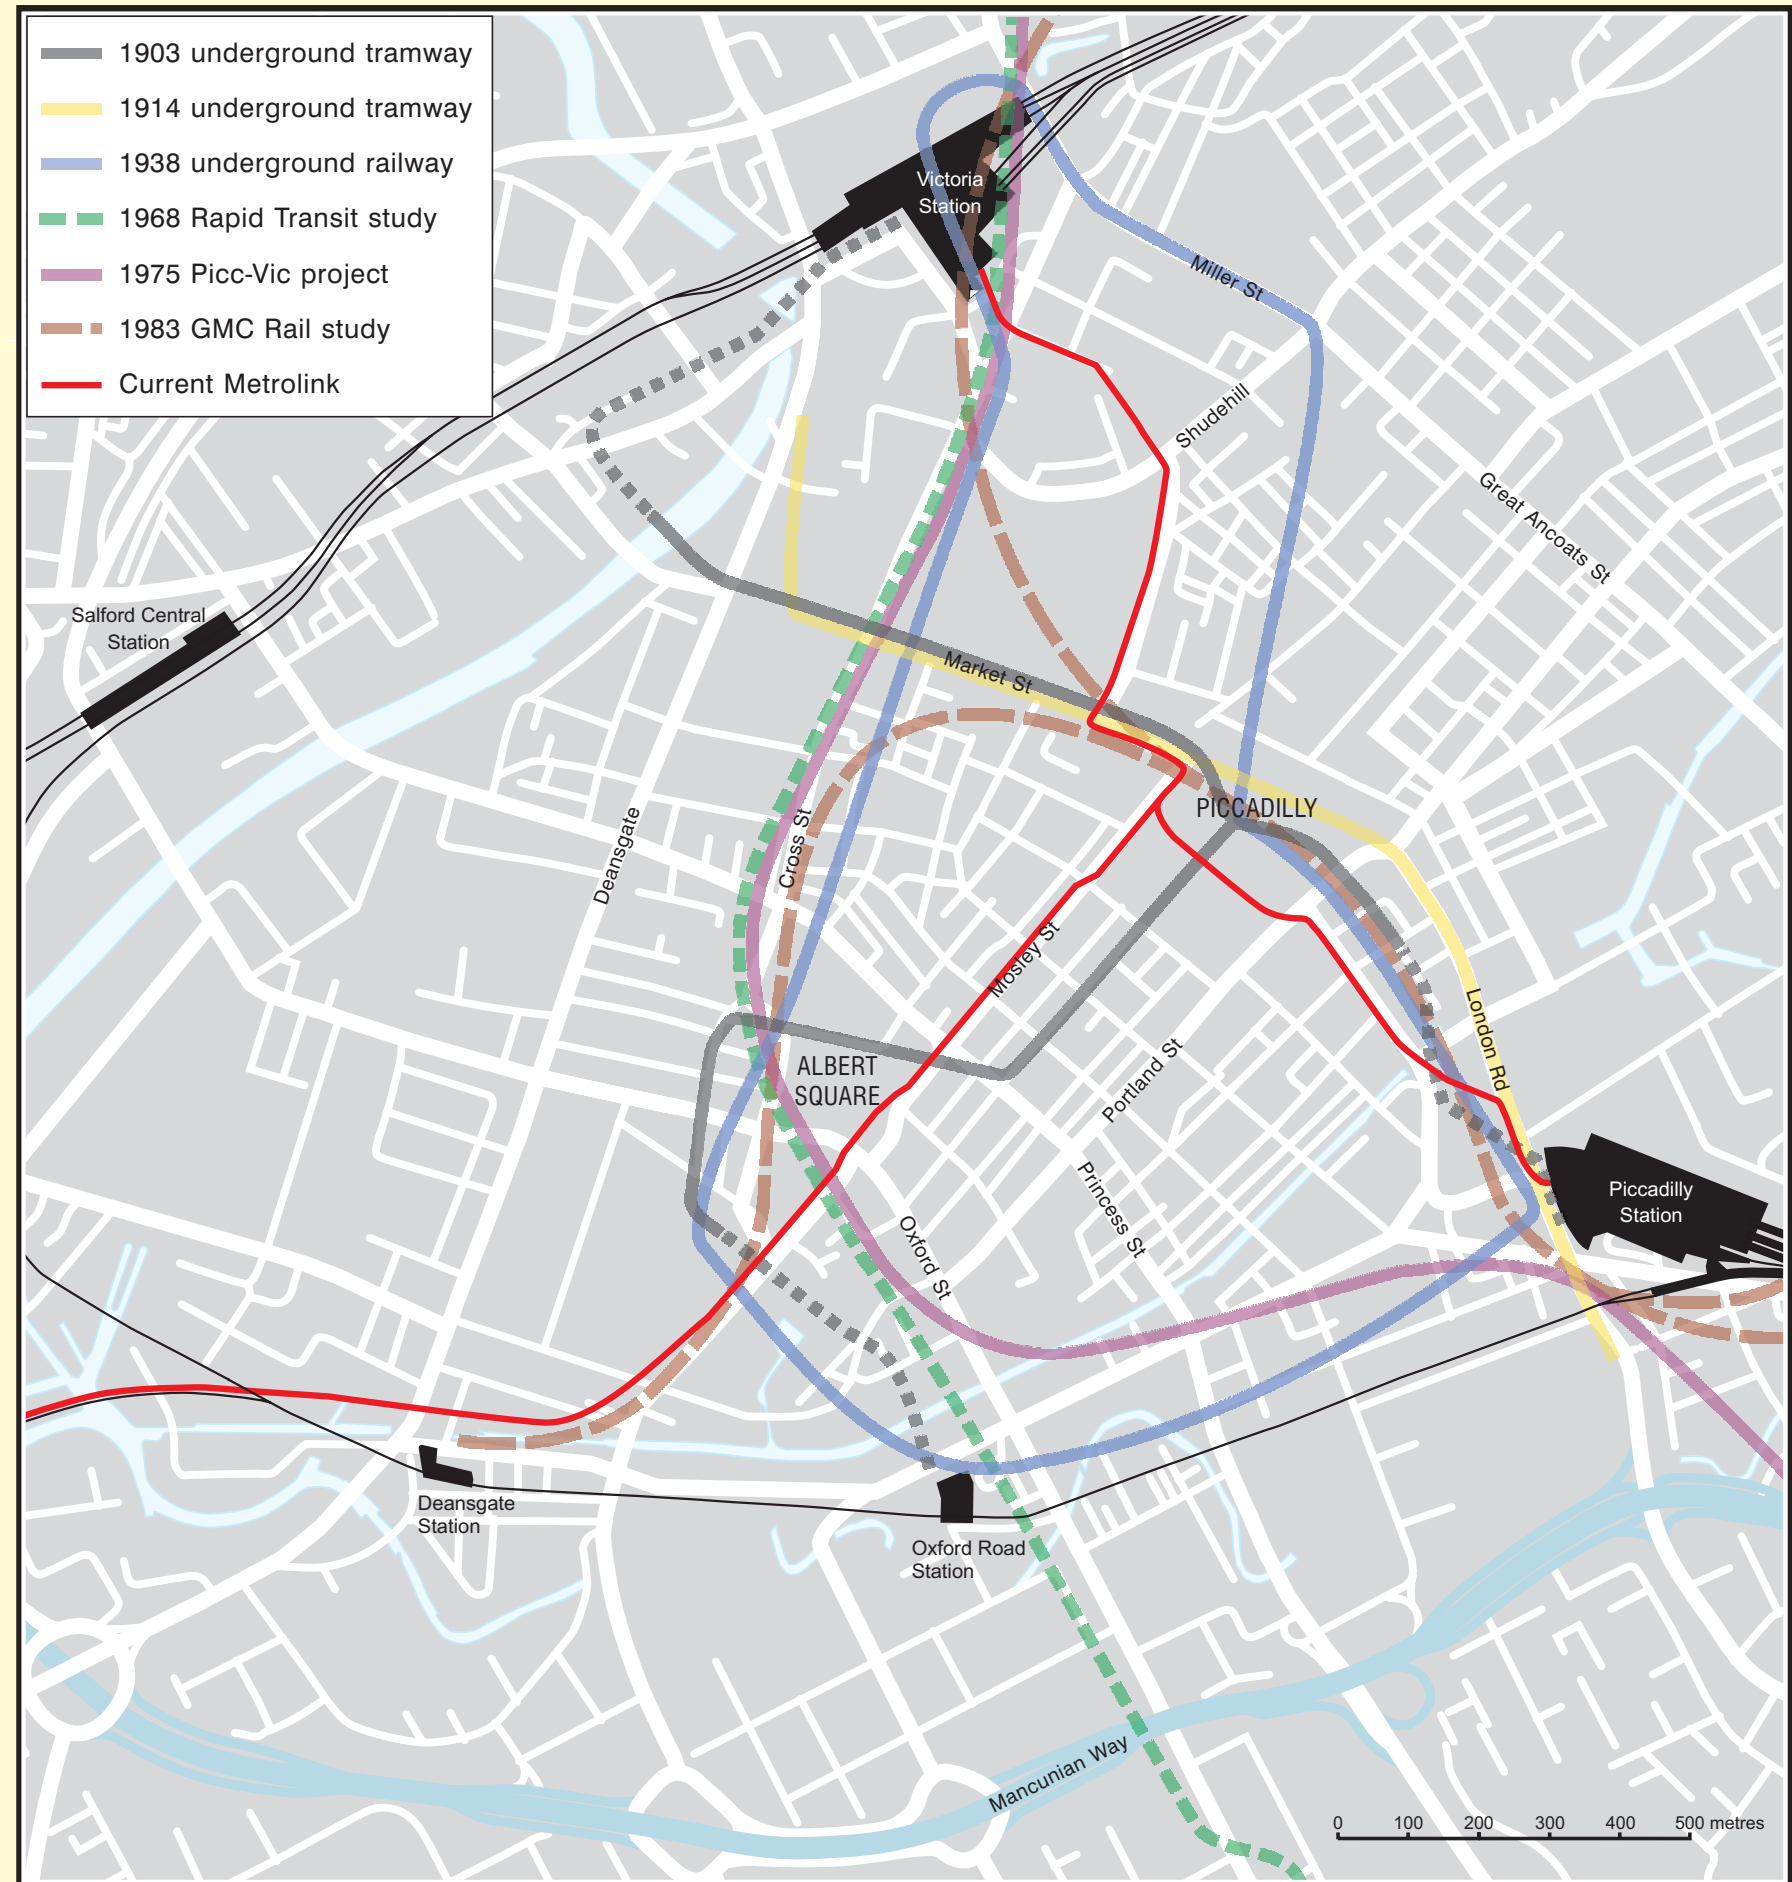 1903 underground tramway
1914 underground tramway
1938 underground railway
1968 Rapid Transit study
1975 Picc-Vic project
1983 GMC Rail study
Current Metrolink
Victoria
Station
Miller St
Shudehill
Great Ancoats St
Salford Central
Station
Market St
PICCADILLY
Cross St
Deansgate
Mosley St
London Rd
ALBERT
SQUARE
Portland St
Princess St
Piccadilly
Station
Oxford St
Deansgate
Station
Oxford Road
Station
Mancunian Way
0 100 200 300 400 500 metres